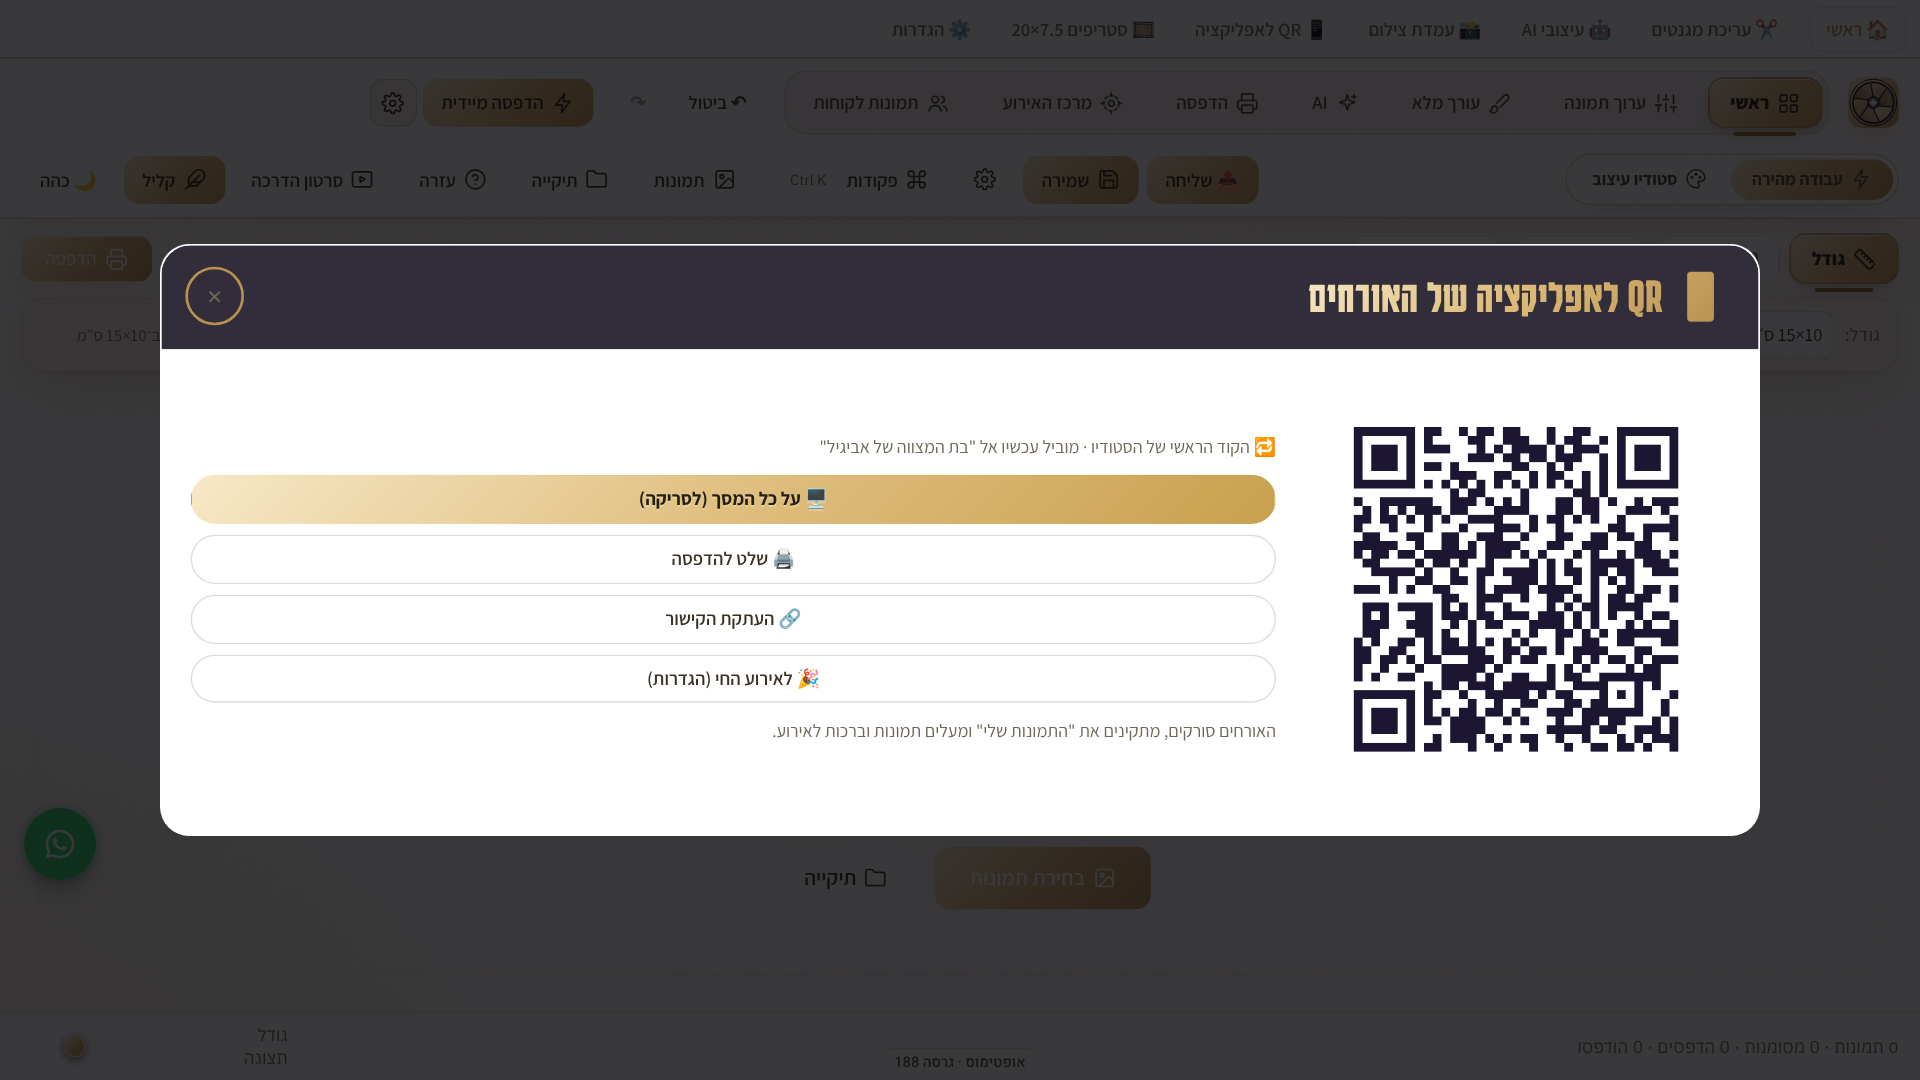 ראשי
עריכת מגנטים
עיצובי AI
עמדת צילום
QR לאפליקציה
סטריפים 7.5×20
הגדרות
ראשי
ערוך תמונה
עורך מלא
AI
הדפסה
מרכז האירוע
תמונות לקוחות
ביטול
הדפסה מיידית
עבודה מהירה
סטודיו עיצוב
שליחה
שמירה
פקודות Ctrl K
תמונות
תיקייה
עזרה
סרטון הדרכה
קליל
כהה
גודל
הדפסה
גודל:
10×15 ס״
ב־10×15 ס״מ
QR לאפליקציה של האורחים
×
הקוד הראשי של הסטודיו · מוביל עכשיו אל "בת המצווה של אביגיל"
על כל המסך (לסריקה)
שלט להדפסה
העתקת הקישור
לאירוע החי (הגדרות)
האורחים סורקים, מתקינים את "התמונות שלי" ומעלים תמונות וברכות לאירוע.
בחירת תמונות
תיקייה
0 תמונות · 0 מסומנות · 0 הדפסים · 0 הודפסו
אופטימוס · גרסה 188
גודל
תצוגה